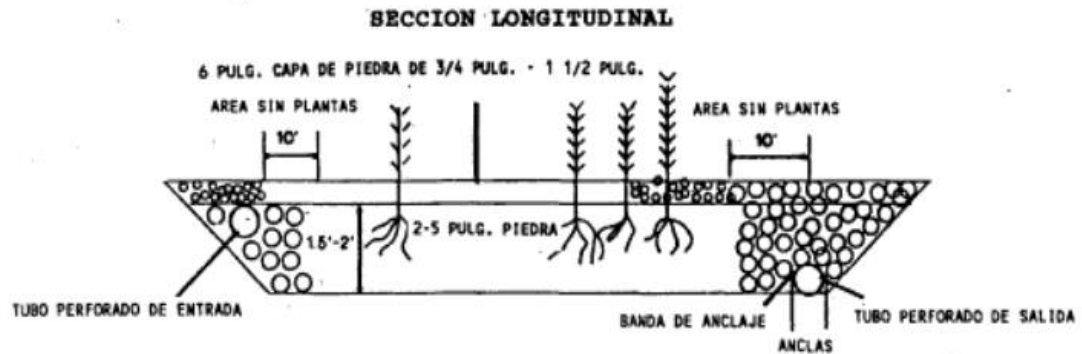 SECCION LONGITUDINAL
6 PULG. CAPA DE PIEDRA DE 3/4 PULG. - 1 1/2 PULG.
AREA SIN PLANTAS
AREA SIN PLANTAS
10'
10'
1.5'-2'
2-5 PULG. PIEDRA
TUBO PERFORADO DE ENTRADA
BANDA DE ANCLAJE
TUBO PERFORADO DE SALIDA
ANCLAS